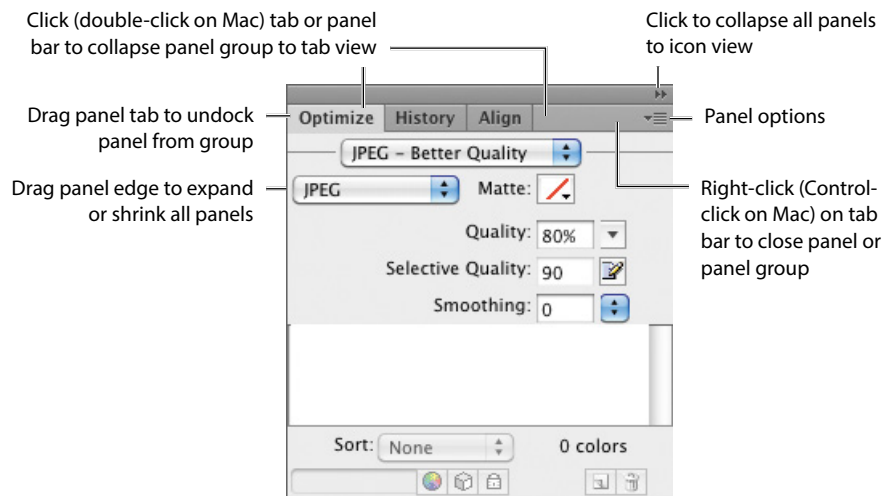 Click (double-click on Mac) tab or panel
bar to collapse panel group to tab view
Click to collapse all panels
to icon view
Drag panel tab to undock
panel from group
Optimize History Align
Panel options
JPEG – Better Quality
Drag panel edge to expand
or shrink all panels
JPEG Matte:
Right-click (Control-
click on Mac) on tab
bar to close panel or
panel group
Quality: 80%
Selective Quality: 90
Smoothing: 0
Sort: None 0 colors